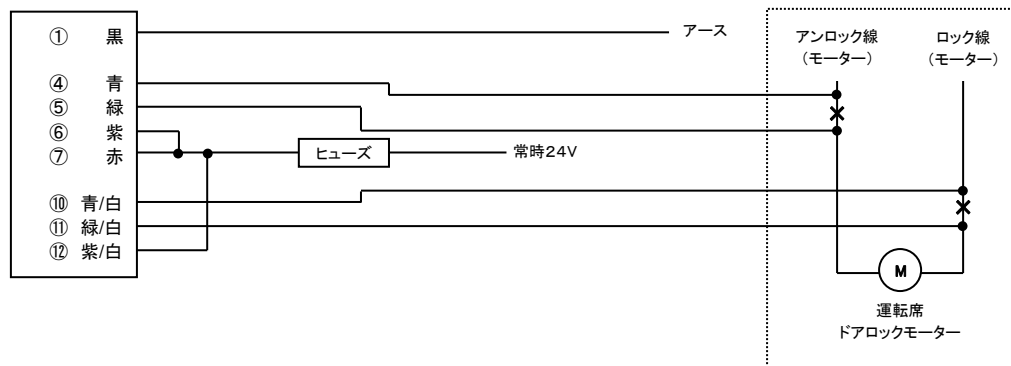 ① 黒
アース
④ 青
⑤ 緑
⑥ 紫
⑦ 赤
ヒューズ
常時24V
⑩ 青/白
⑪ 緑/白
⑫ 紫/白
アンロック線
(モーター)
ロック線
(モーター)
M
運転席
ドアロックモーター